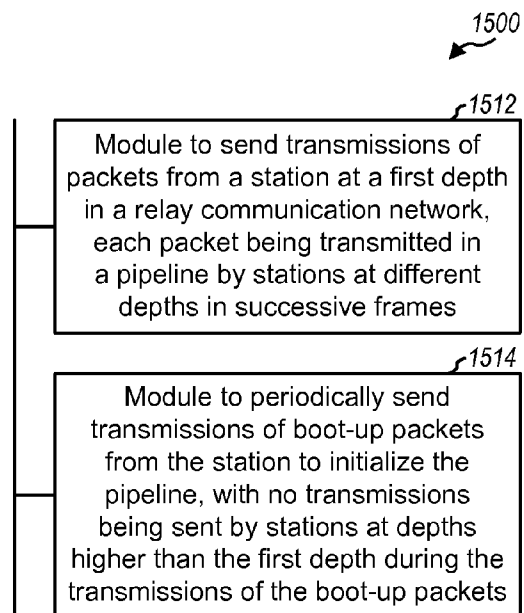 1500
1512
Module to send transmissions of
packets from a station at a first depth
in a relay communication network,
each packet being transmitted in
a pipeline by stations at different
depths in successive frames
1514
Module to periodically send
transmissions of boot-up packets
from the station to initialize the
pipeline, with no transmissions
being sent by stations at depths
higher than the first depth during the
transmissions of the boot-up packets